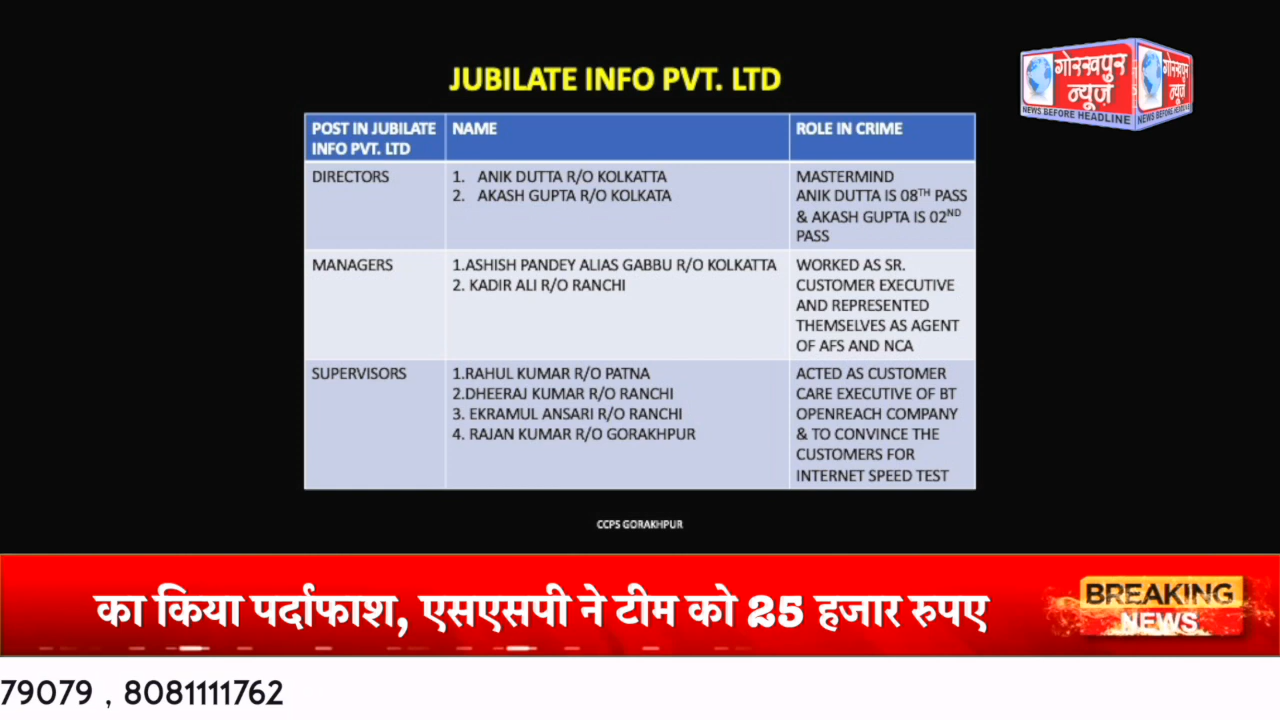 JUBILATE INFO PVT. LTD
गोरखपुर
न्यूज़
NEWS BEFORE HEADLINE
गोरखपुर
न्यूज़
NEWS BEFORE HEADLINE
POST IN JUBILATE
INFO PVT. LTD
NAME
ROLE IN CRIME
DIRECTORS
1. ANIK DUTTA R/O KOLKATTA
2. AKASH GUPTA R/O KOLKATA
MASTERMIND
ANIK DUTTA IS 08TH PASS
& AKASH GUPTA IS 02ND
PASS
MANAGERS
1.ASHISH PANDEY ALIAS GABBU R/O KOLKATTA
2. KADIR ALI R/O RANCHI
WORKED AS SR.
CUSTOMER EXECUTIVE
AND REPRESENTED
THEMSELVES AS AGENT
OF AFS AND NCA
SUPERVISORS
1.RAHUL KUMAR R/O PATNA
2.DHEERAJ KUMAR R/O RANCHI
3. EKRAMUL ANSARI R/O RANCHI
4. RAJAN KUMAR R/O GORAKHPUR
ACTED AS CUSTOMER
CARE EXECUTIVE OF BT
OPENREACH COMPANY
& TO CONVINCE THE
CUSTOMERS FOR
INTERNET SPEED TEST
CCPS GORAKHPUR
का किया पर्दाफाश, एसएसपी ने टीम को 25 हजार रुपए
BREAKING
NEWS
79079 , 8081111762